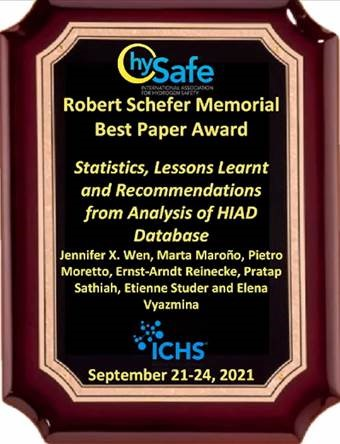 hySafe
INTERNATIONAL ASSOCIATION
FOR HYDROGEN SAFETY
Robert Schefer Memorial
Best Paper Award
Statistics, Lessons Learnt
and Recommendations
from Analysis of HIAD
Database
Jennifer X. Wen, Marta Maroño, Pietro
Moretto, Ernst-Arndt Reinecke, Pratap
Sathiah, Etienne Studer and Elena
Vyazmina
ICHS
September 21-24, 2021